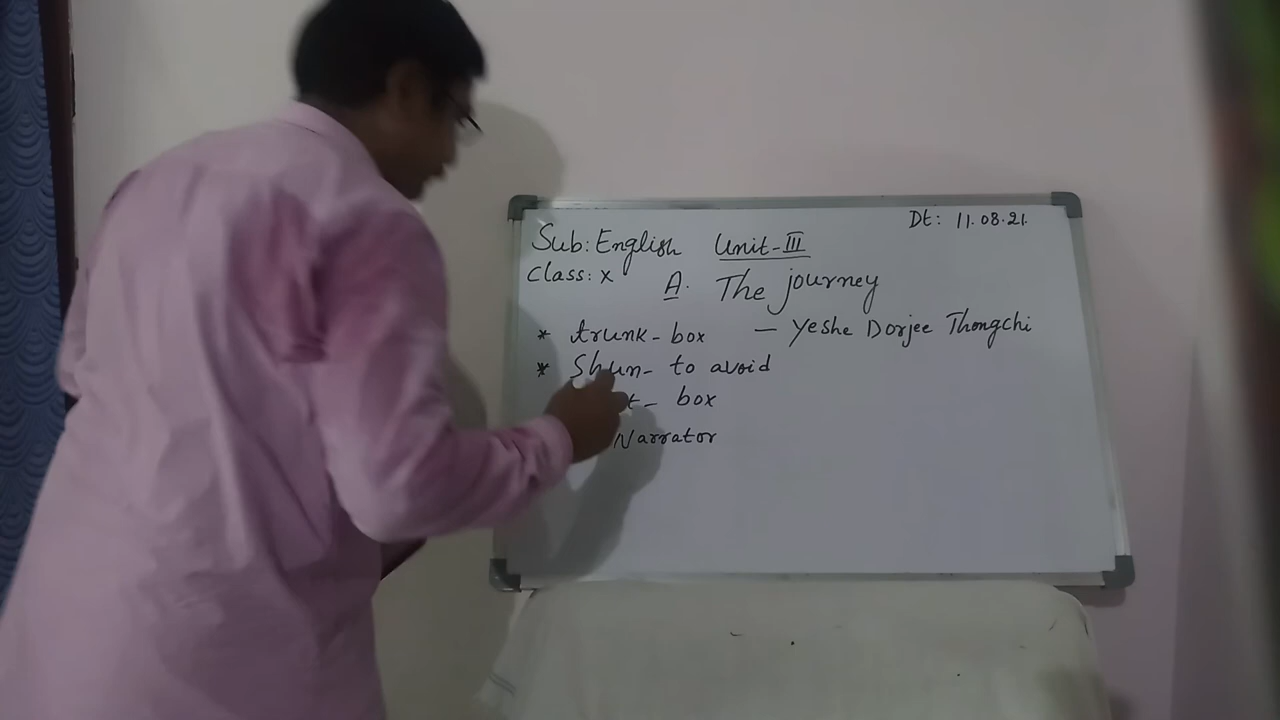 Dt: 11.08.21.
Sub: English Unit-III
Class: X
A. The journey
* trunk - box — Yeshe Dorjee Thongchi
* Shun - to avoid
t - box
Narrator